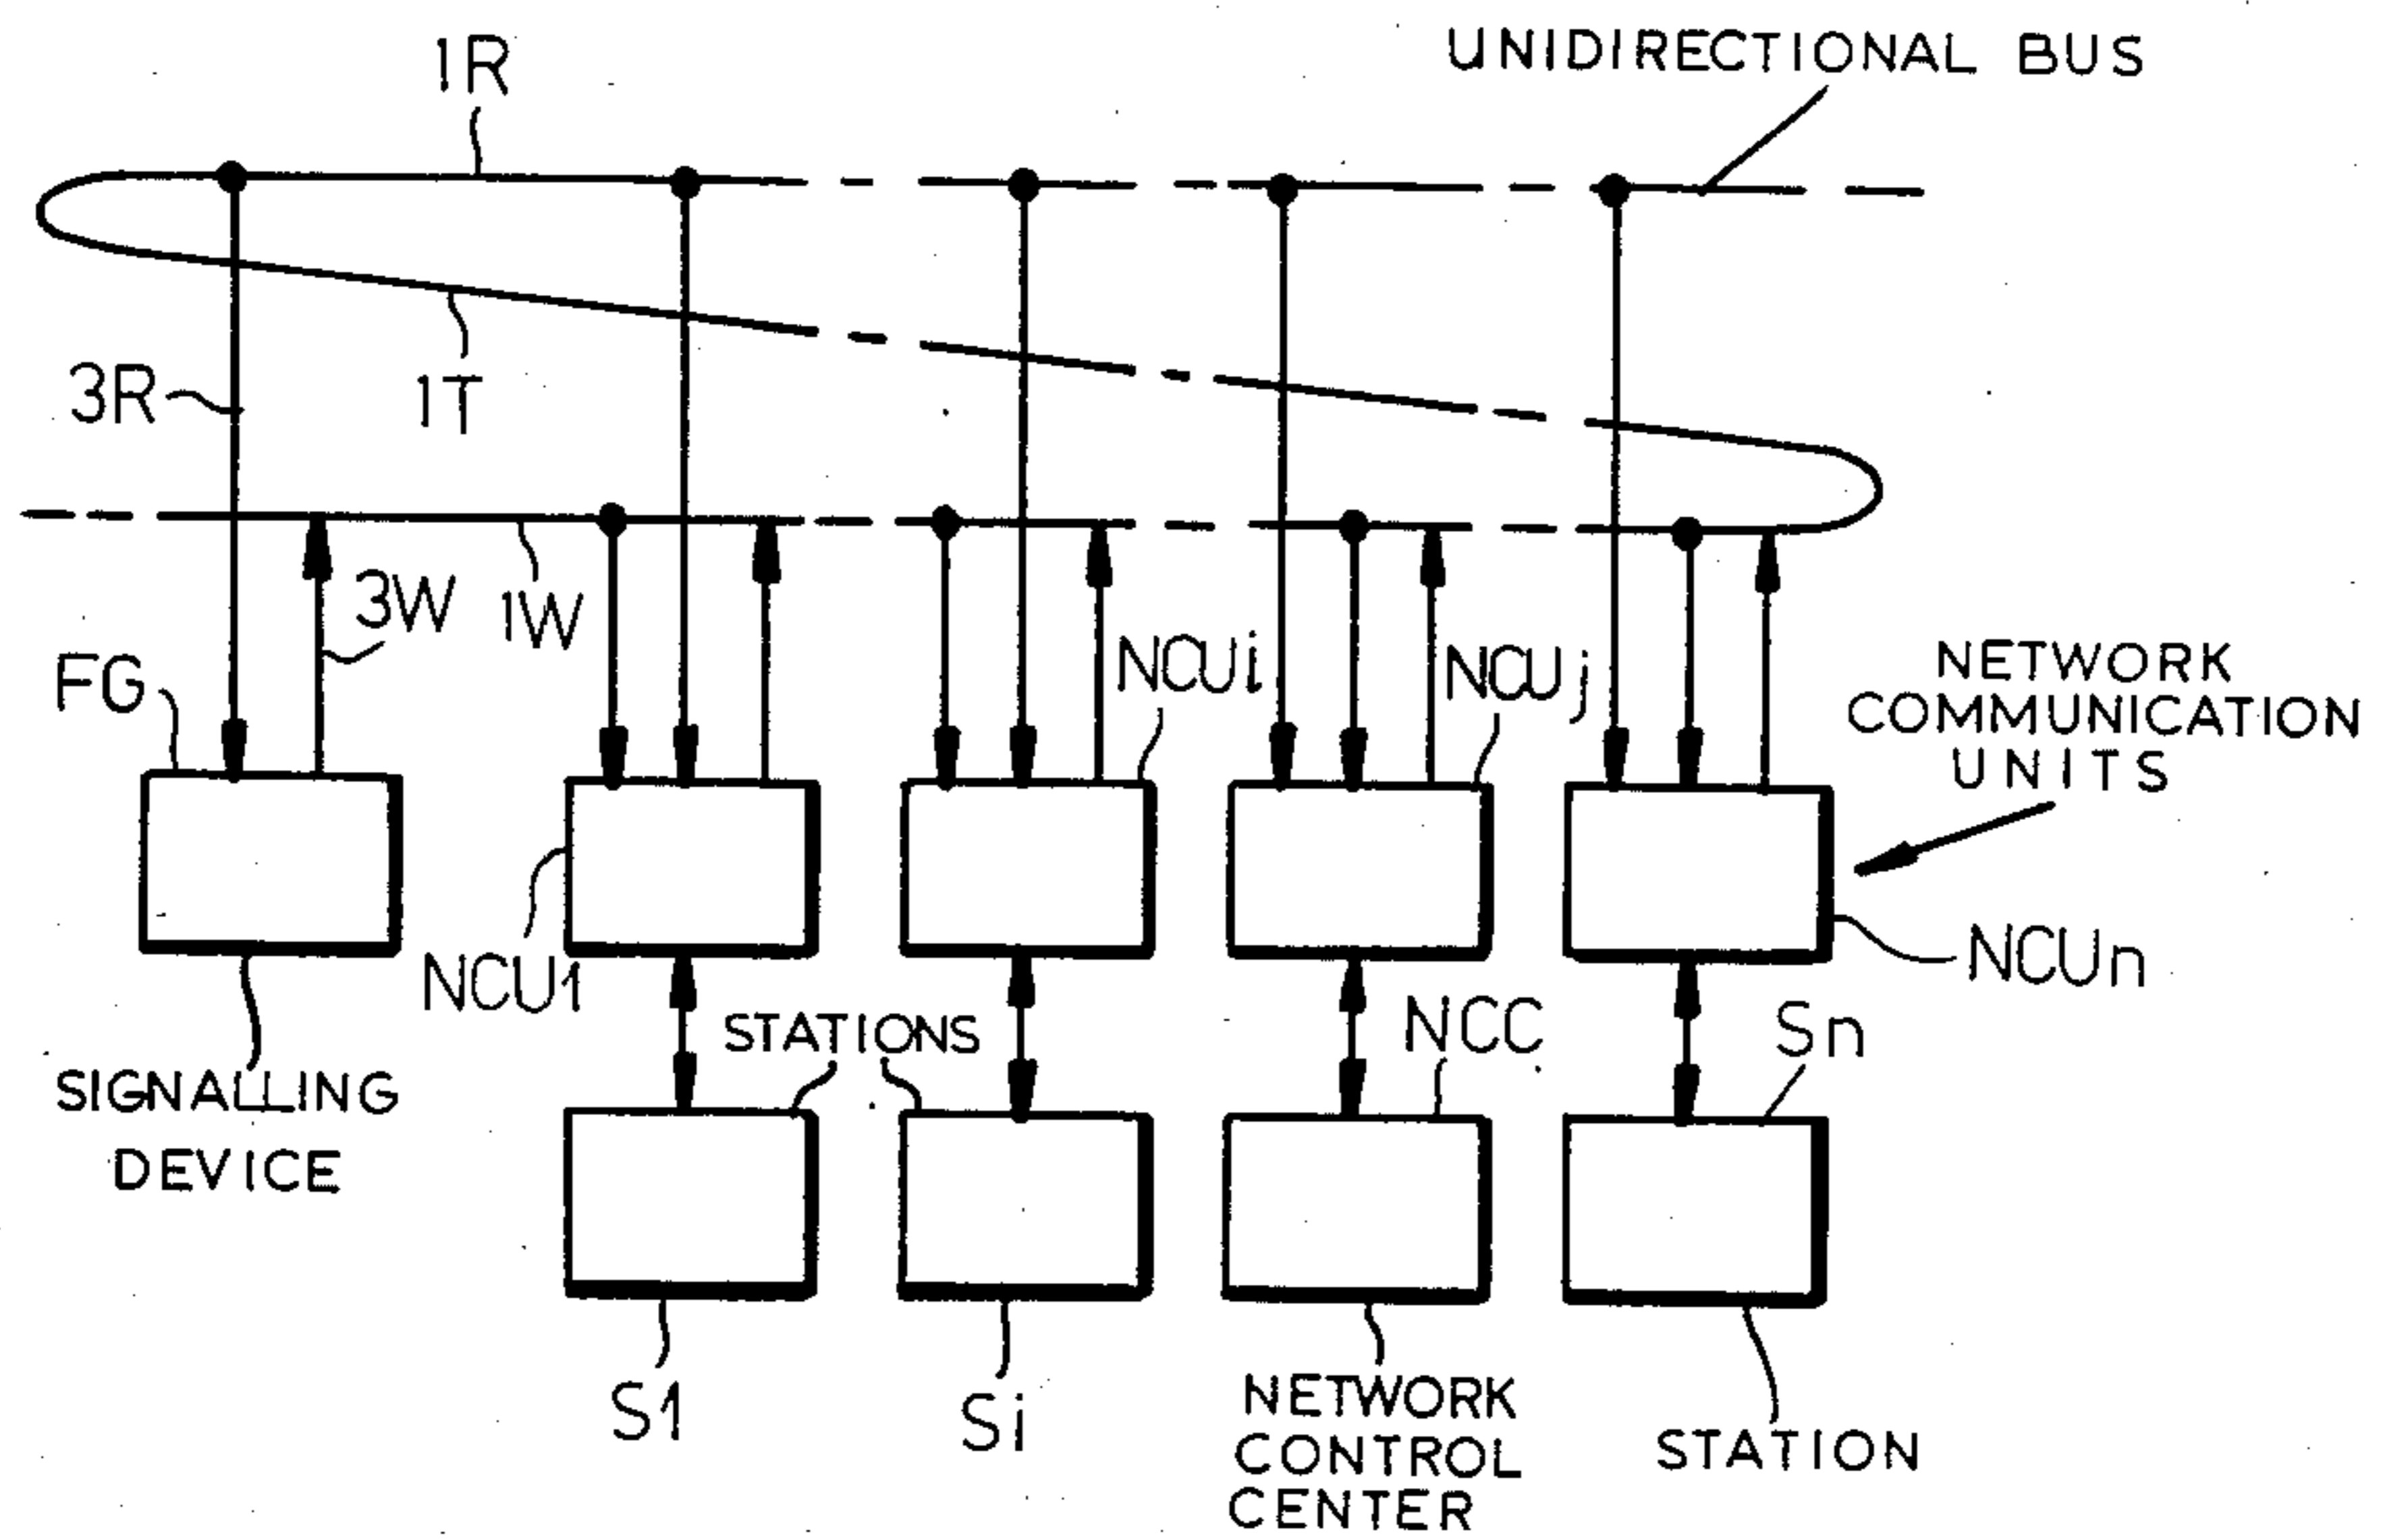 1R
UNIDIRECTIONAL BUS
3R
1T
3W
1W
FG
NCUi
NCUj
NETWORK
COMMUNICATION
UNITS
NCU1
NCUn
STATIONS
NCC
Sn
SIGNALLING
DEVICE
S1
Si
NETWORK
CONTROL
CENTER
STATION